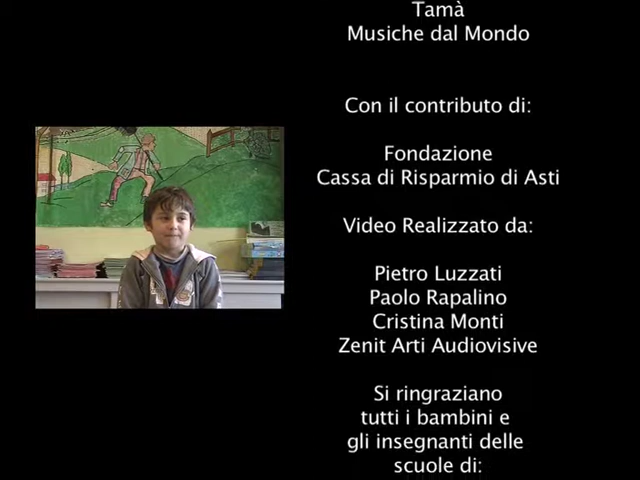 Tamà
Musiche dal Mondo
Con il contributo di:
Fondazione
Cassa di Risparmio di Asti
Video Realizzato da:
Pietro Luzzati
Paolo Rapalino
Cristina Monti
Zenit Arti Audiovisive
Si ringraziano
tutti i bambini e
gli insegnanti delle
scuole di: